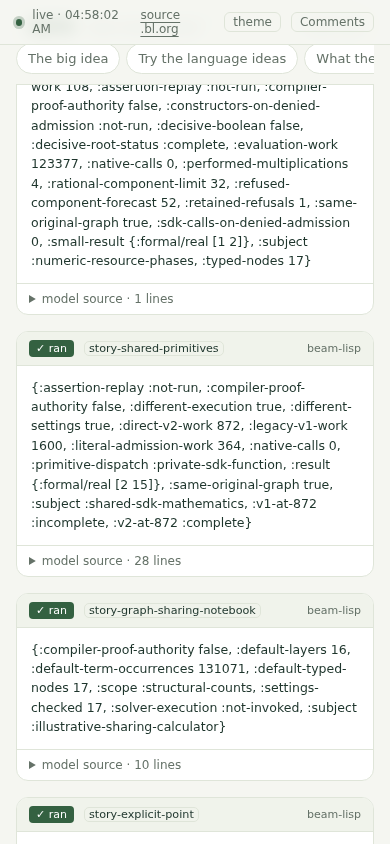 live · 04:58:02 AM
source .bl.org
theme
Comments
The big idea
Try the language ideas
What the
work 108, :assertion-replay :not-run, :compiler-
proof-authority false, :constructors-on-denied-
admission :not-run, :decisive-boolean false,
:decisive-root-status :complete, :evaluation-work
123377, :native-calls 0, :performed-multiplications
4, :rational-component-limit 32, :refused-
component-forecast 52, :retained-refusals 1, :same-
original-graph true, :sdk-calls-on-denied-admission
0, :small-result {:formal/real [1 2]}, :subject
:numeric-resource-phases, :typed-nodes 17}
▶ model source · 1 lines
✓ ran story-shared-primitives beam-lisp
{:assertion-replay :not-run, :compiler-proof-
authority false, :different-execution true, :different-
settings true, :direct-v2-work 872, :legacy-v1-work
1600, :literal-admission-work 364, :native-calls 0,
:primitive-dispatch :private-sdk-function, :result
{:formal/real [2 15]}, :same-original-graph true,
:subject :shared-sdk-mathematics, :v1-at-872
:incomplete, :v2-at-872 :complete}
▶ model source · 28 lines
✓ ran story-graph-sharing-notebook beam-lisp
{:compiler-proof-authority false, :default-layers 16,
:default-term-occurrences 131071, :default-typed-
nodes 17, :scope :structural-counts, :settings-
checked 17, :solver-execution :not-invoked, :subject
:illustrative-sharing-calculator}
▶ model source · 10 lines
✓ ran story-explicit-point beam-lisp